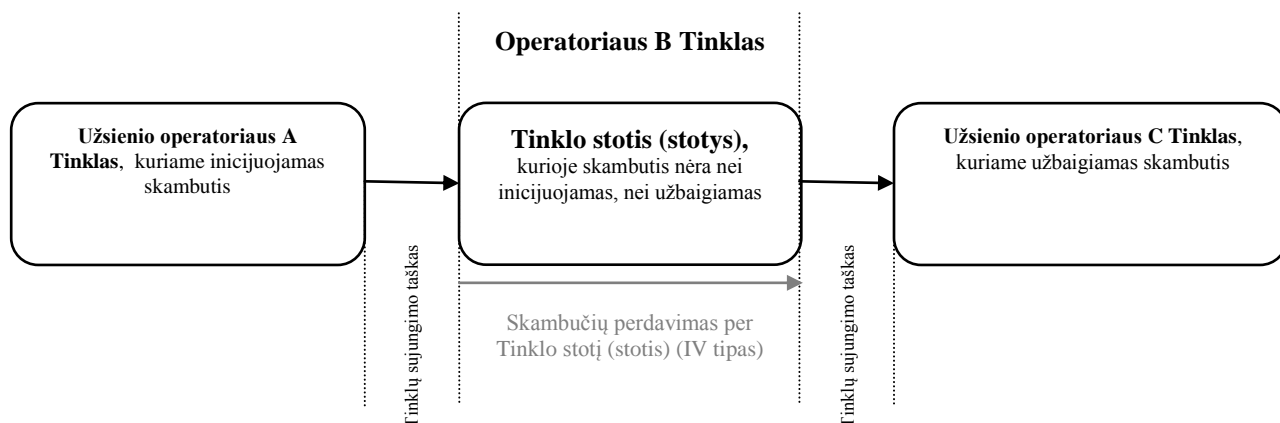 Operatoriaus B Tinklas
Užsienio operatoriaus A
Tinklas, kuriame inicijuojamas
skambutis
Tinklo stotis (stotys),
kurioje skambutis nėra nei
inicijuojamas, nei užbaigiamas
Užsienio operatoriaus C Tinklas,
kuriame užbaigiamas skambutis
Tinklų sujungimo taškas
Skambučių perdavimas per
Tinklo stotį (stotis) (IV tipas)
Tinklų sujungimo taškas